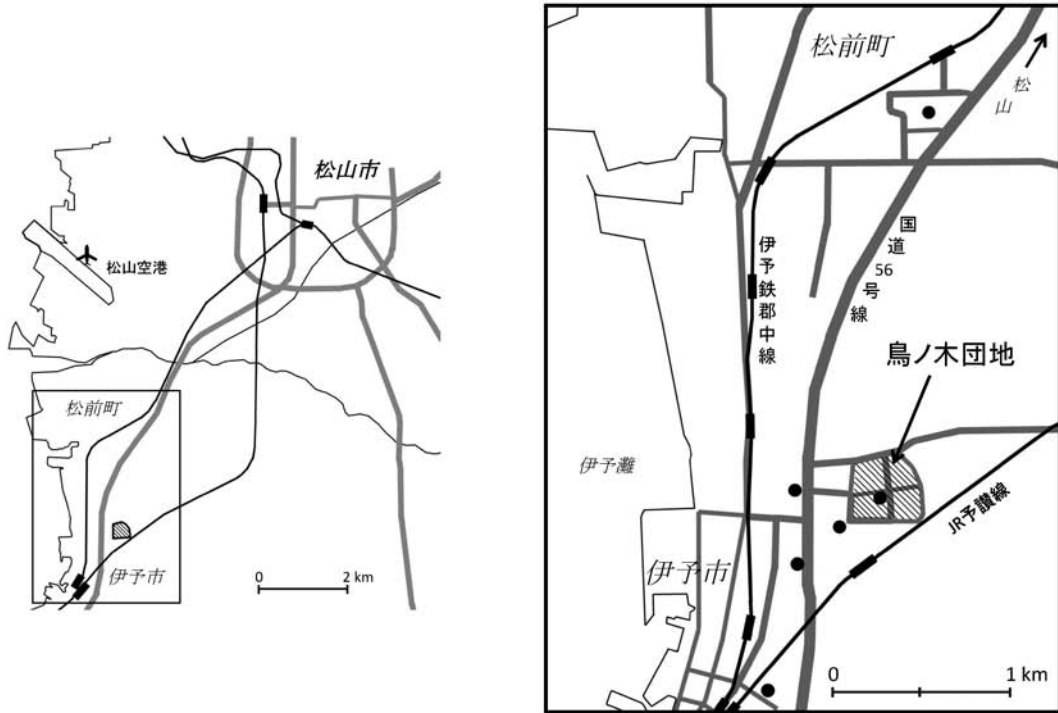 松山市
松山空港
松前町
伊予市
0 2 km
松前町
松山
国道56号線
伊予鉄郡中線
鳥ノ木団地
伊予灘
JR予讃線
伊予市
0 1 km